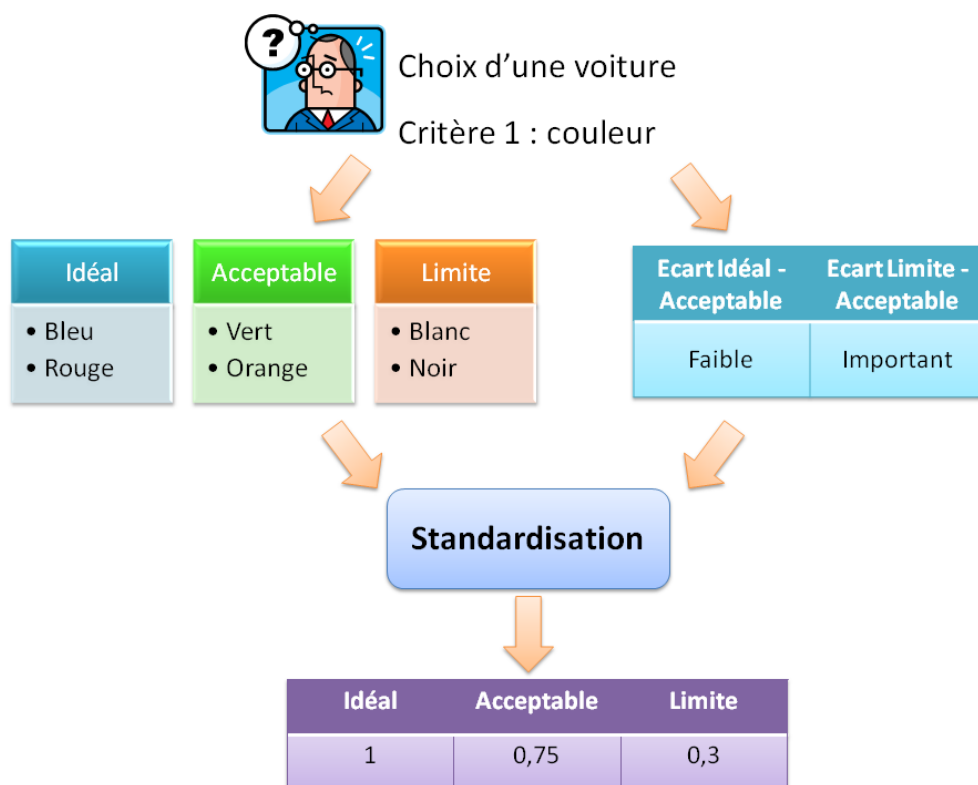 ?
Choix d'une voiture
Critère 1 : couleur
Idéal
• Bleu
• Rouge
Acceptable
• Vert
• Orange
Limite
• Blanc
• Noir
Ecart Idéal - Acceptable
Ecart Limite - Acceptable
Faible
Important
Standardisation
Idéal Acceptable Limite
1 0,75 0,3